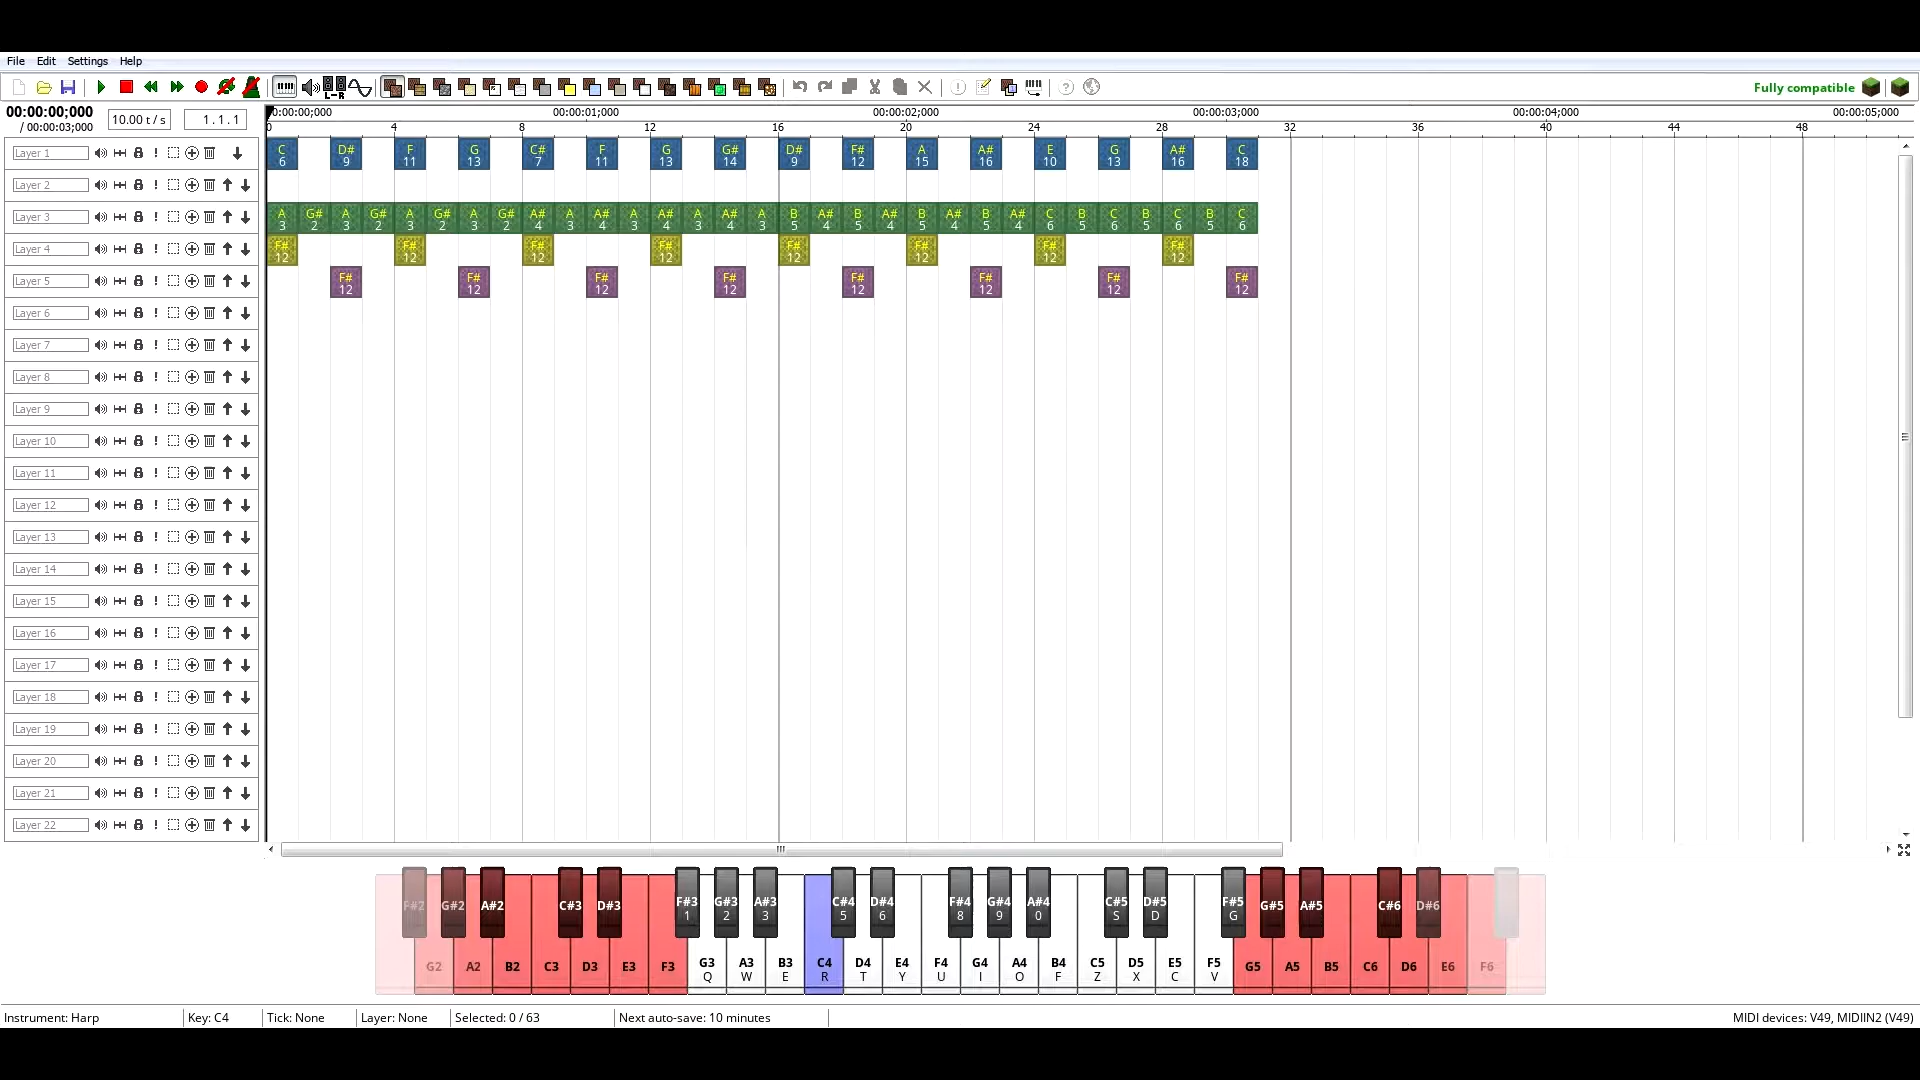 File Edit Settings Help
L-R
Fully compatible
00:00:00;000
/ 00:00:03;000
10.00 t / s
1 . 1 . 1
0:00:00;000 00:00:01;000 00:00:02;000 00:00:03;000 00:00:04;000 00:00:05;000
0 4 8 12 16 20 24 28 32 36 40 44 48
Layer 1
C D# F G C# F G G# D# F# A A# E G A# C
6 9 11 13 7 11 13 14 9 12 15 16 10 13 16 18
Layer 2
Layer 3
A G# A G# A G# A G# A# A A# A A# A A# A B A# B A# B A# B A# C B C B C B C
3 2 3 2 3 2 3 2 4 3 4 3 4 3 4 3 5 4 5 4 5 4 5 4 6 5 6 5 6 5 6
Layer 4
F# F# F# F# F# F# F# F#
12 12 12 12 12 12 12 12
Layer 5
F# F# F# F# F# F# F# F#
12 12 12 12 12 12 12 12
Layer 6
Layer 7
Layer 8
Layer 9
Layer 10
Layer 11
Layer 12
Layer 13
Layer 14
Layer 15
Layer 16
Layer 17
Layer 18
Layer 19
Layer 20
Layer 21
Layer 22
F#2 G#2 A#2 C#3 D#3 F#3 G#3 A#3 C#4 D#4 F#4 G#4 A#4 C#5 D#5 F#5 G#5 A#5 C#6 D#6
1 2 3 5 6 8 9 0 S D G
G2 A2 B2 C3 D3 E3 F3 G3 A3 B3 C4 D4 E4 F4 G4 A4 B4 C5 D5 E5 F5 G5 A5 B5 C6 D6 E6 F6
Q W E R T Y U I O F Z X C V
Instrument: Harp Key: C4 Tick: None Layer: None Selected: 0 / 63 Next auto-save: 10 minutes MIDI devices: V49, MIDIIN2 (V49)